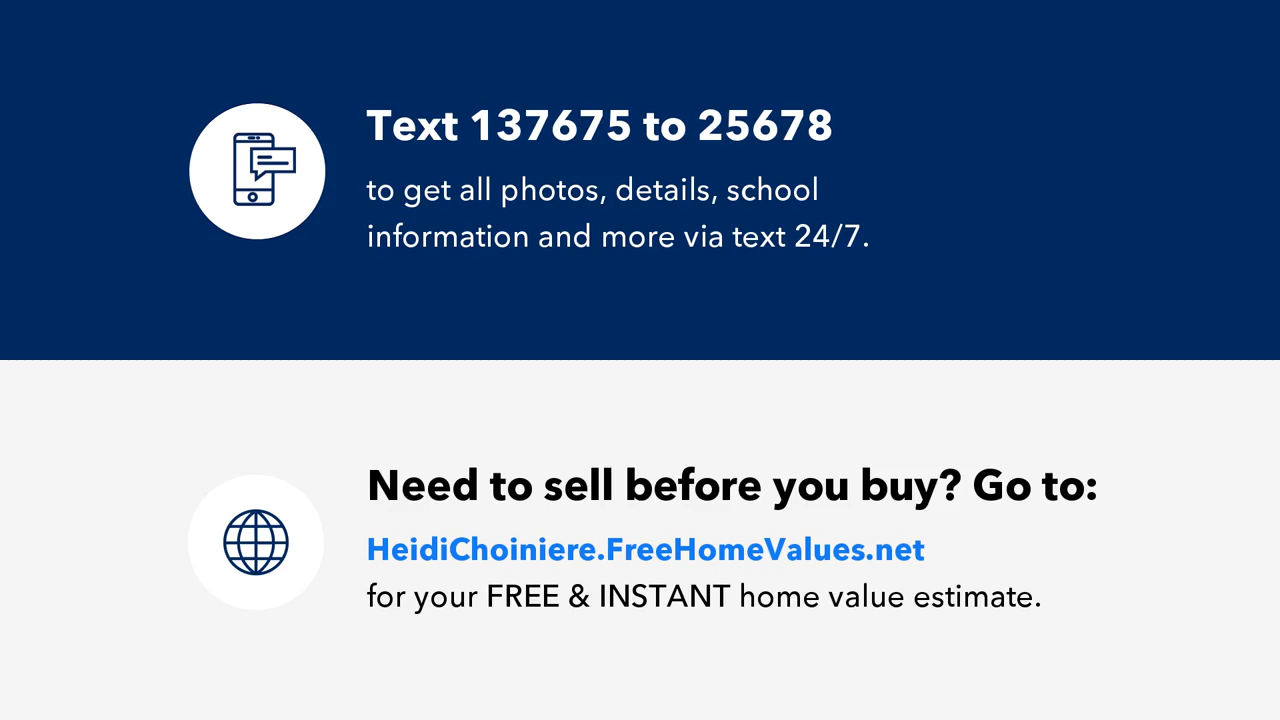 Text 137675 to 25678
to get all photos, details, school
information and more via text 24/7.
Need to sell before you buy? Go to:
HeidiChoiniere.FreeHomeValues.net
for your FREE & INSTANT home value estimate.